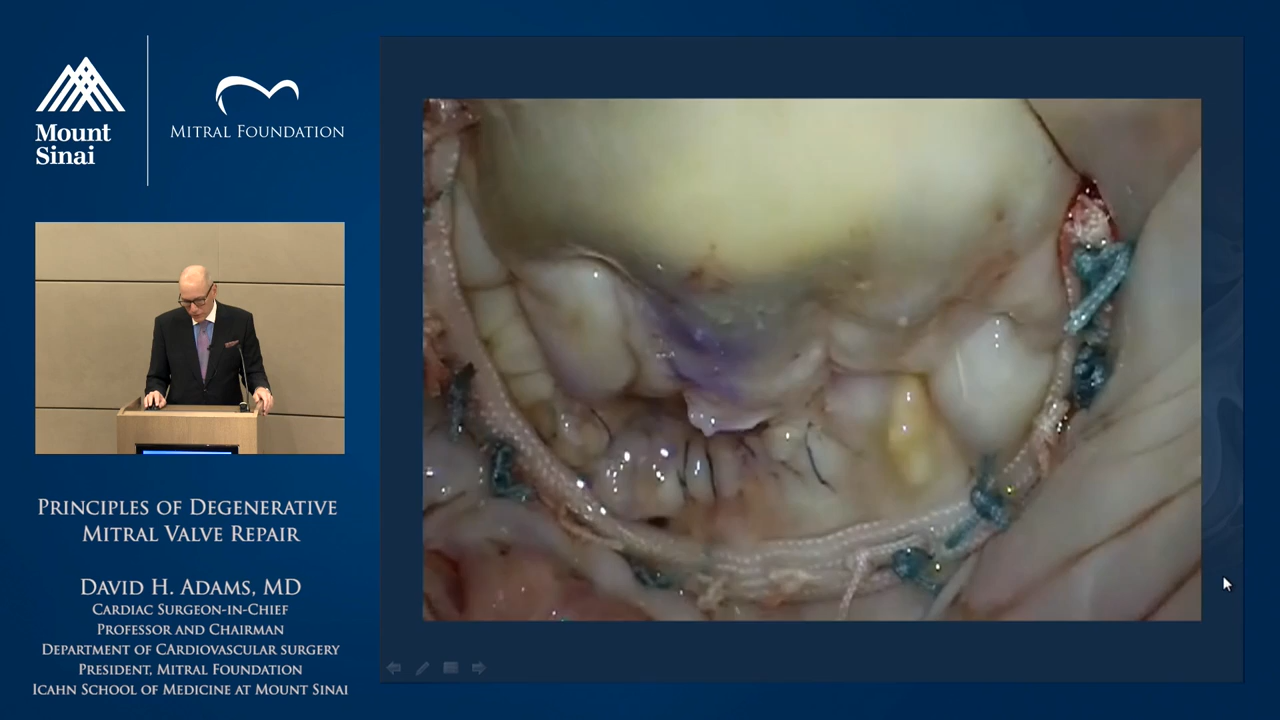 Mount
Sinai
MITRAL FOUNDATION
PRINCIPLES OF DEGENERATIVE
MITRAL VALVE REPAIR
DAVID H. ADAMS, MD
CARDIAC SURGEON-IN-CHIEF
PROFESSOR AND CHAIRMAN
DEPARTMENT OF CARDIOVASCULAR SURGERY
PRESIDENT, MITRAL FOUNDATION
ICAHN SCHOOL OF MEDICINE AT MOUNT SINAI